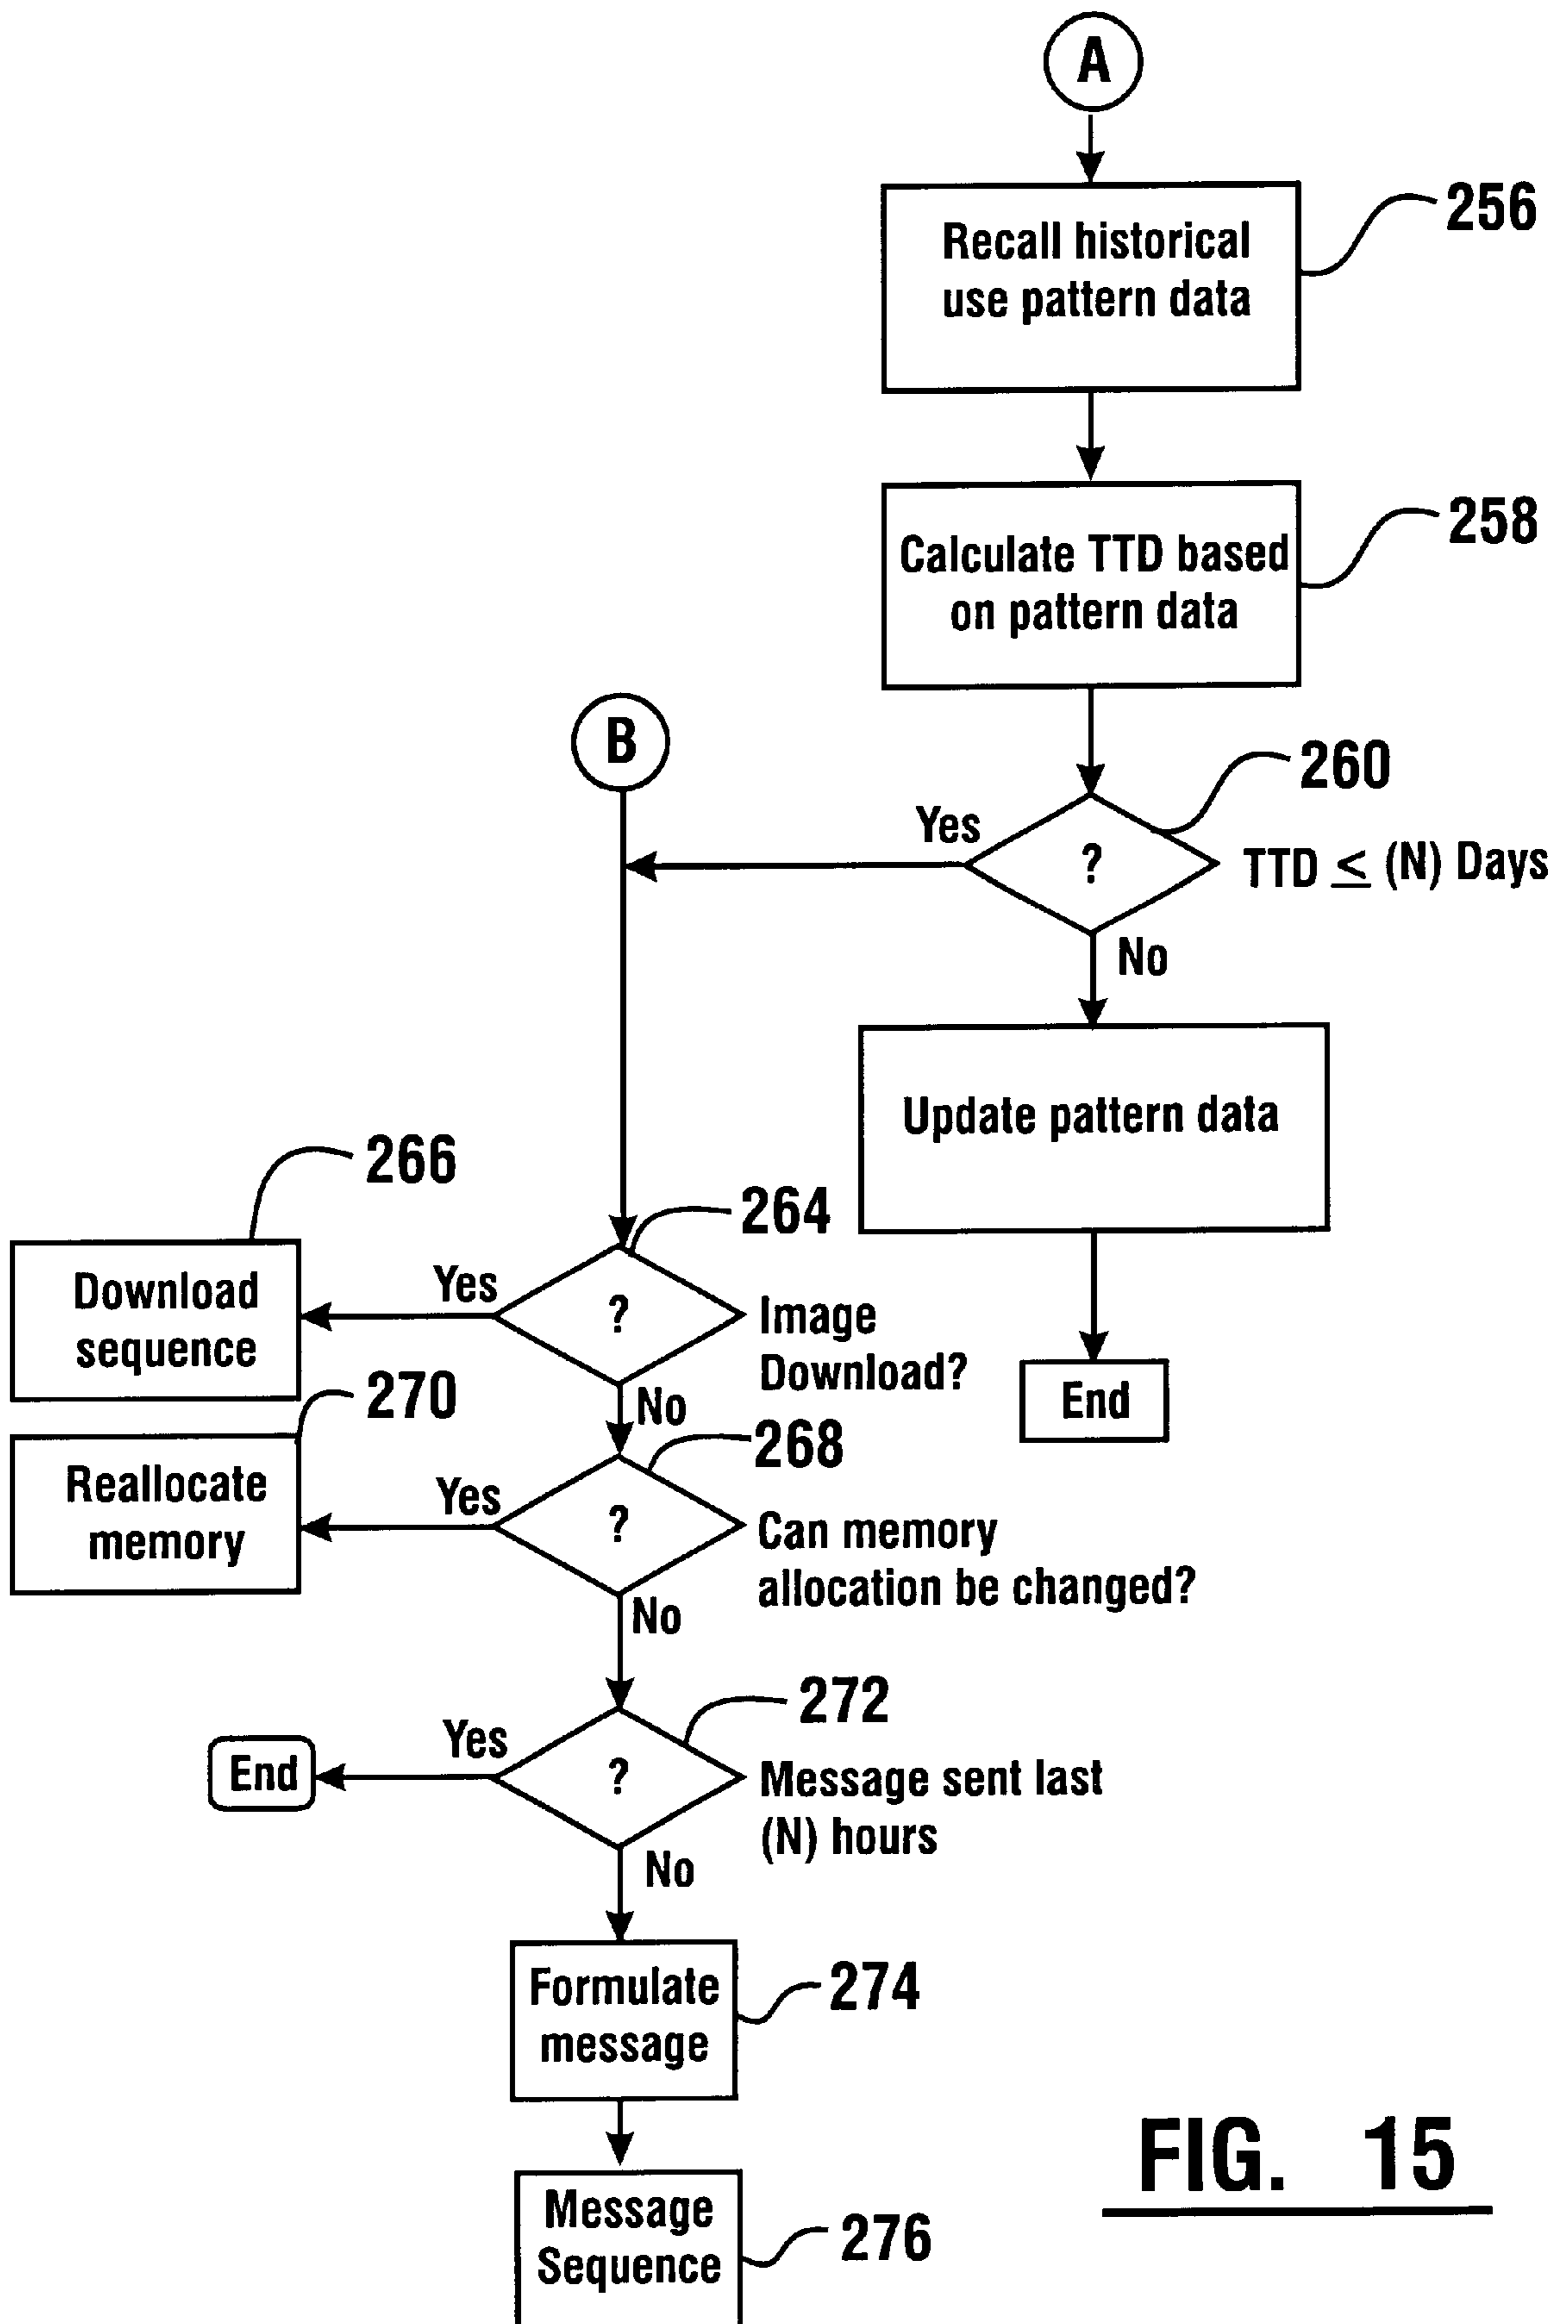 A
256
Recall historical
use pattern data
258
Calculate TTD based
on pattern data
B
260
Yes
?
TTD ≤ (N) Days
No
Update pattern data
End
266
264
Download
sequence
Yes
?
Image
Download?
No
270
268
Reallocate
memory
Yes
?
Can memory
allocation be changed?
No
272
End
Yes
?
Message sent last
(N) hours
No
Formulate
message
274
Message
Sequence
276
FIG. 15